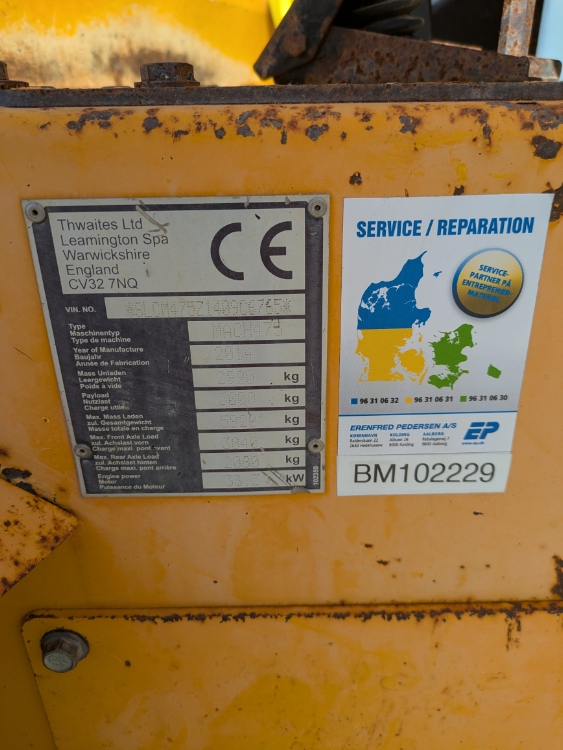 Thwaites Ltd
Leamington Spa
Warwickshire
England
CV32 7NQ
CE
VIN. NO.
Type
Maschinentyp
Type de machine
MACH479
Year of Manufacture
Baujahr
Année de Fabrication
2014
Mass Unladen
Leergewicht
Poids à vide
kg
Payload
Nutzlast
Charge utile
kg
Max. Mass Laden
zul. Gesamtgewicht
Masse totale en charge
kg
Max. Front Axle Load
zul. Achslast vorn
Charge maxi. pont avant
kg
Max. Rear Axle Load
zul. Achslast hinten
Charge maxi. pont arrière
kg
Engine power
Motor
Puissance du Moteur
kW
SERVICE / REPARATION
SERVICE-
PARTNER PÅ
ENTREPRENØR-
MATERIEL
96 31 06 32 96 31 06 31 96 31 06 30
ERENFRED PEDERSEN A/S
KØBENHAVN KOLDING AALBORG
EP
BM102229